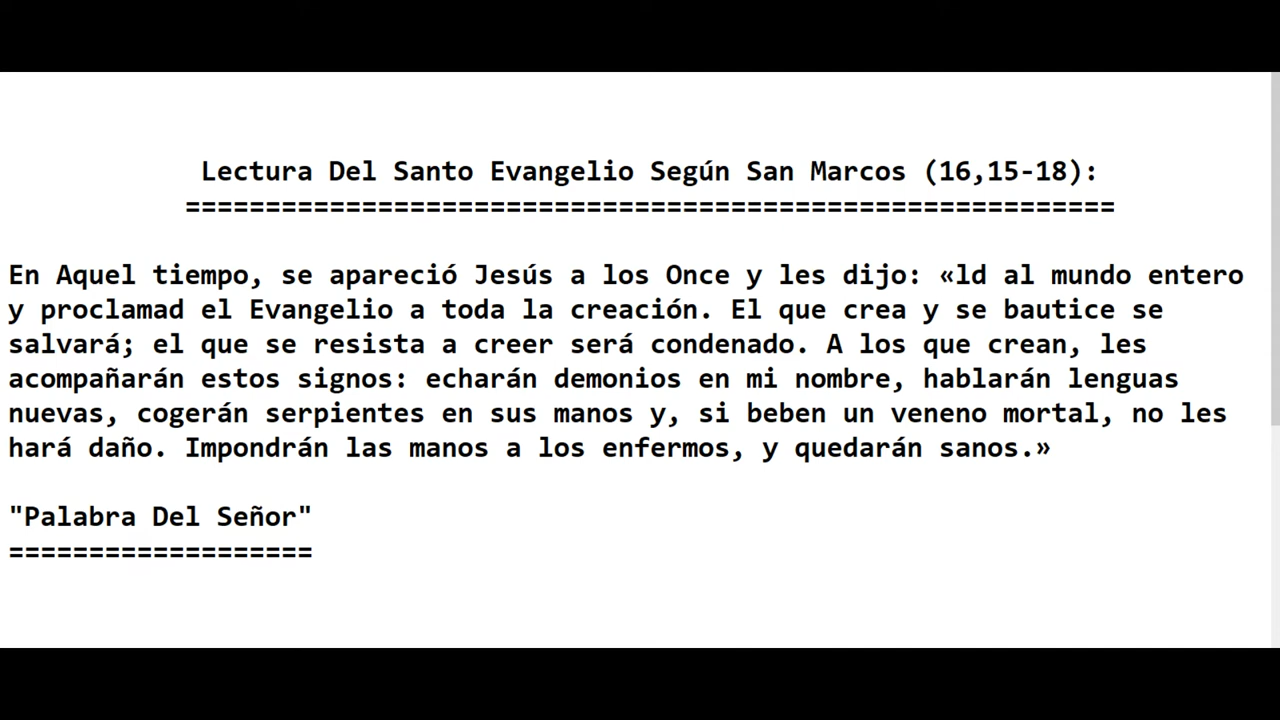 Lectura Del Santo Evangelio Según San Marcos (16,15-18):
==========================================================
En Aquel tiempo, se apareció Jesús a los Once y les dijo: «ld al mundo entero
y proclamad el Evangelio a toda la creación. El que crea y se bautice se
salvará; el que se resista a creer será condenado. A los que crean, les
acompañarán estos signos: echarán demonios en mi nombre, hablarán lenguas
nuevas, cogerán serpientes en sus manos y, si beben un veneno mortal, no les
hará daño. Impondrán las manos a los enfermos, y quedarán sanos.»
"Palabra Del Señor"
===================